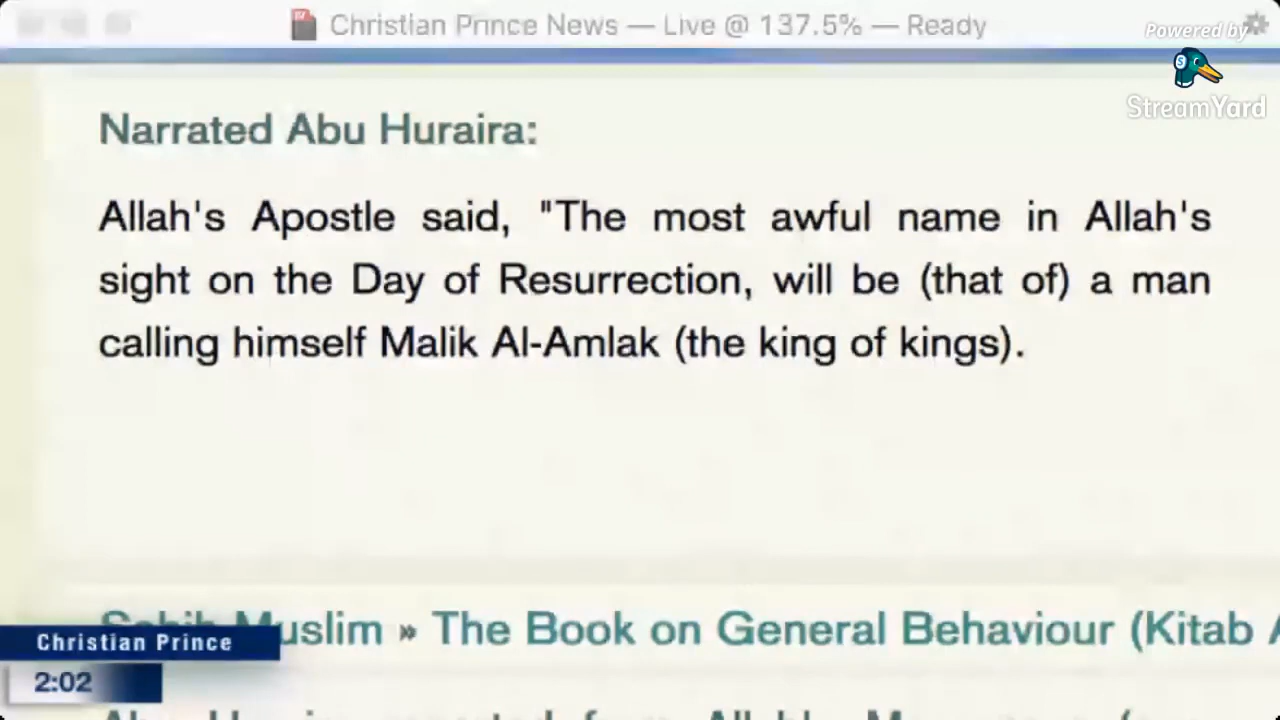 Christian Prince News — Live @ 137.5% — Ready
Powered by
S
StreamYard
Narrated Abu Huraira:
Allah's Apostle said, "The most awful name in Allah's
sight on the Day of Resurrection, will be (that of) a man
calling himself Malik Al-Amlak (the king of kings).
Sahih Muslim » The Book on General Behaviour (Kitab A
Christian Prince
2:02